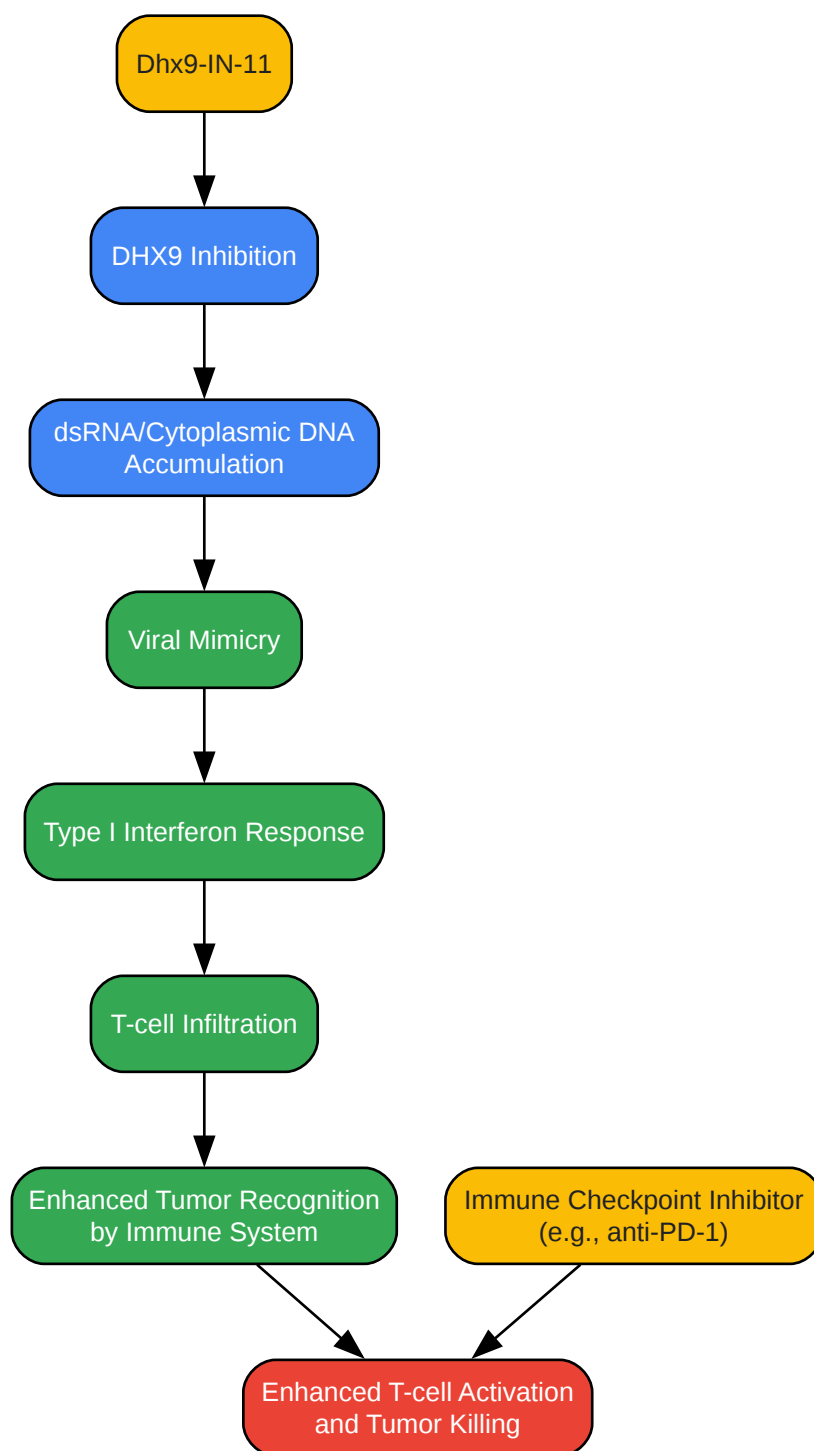 Dhx9-IN-11
DHX9 Inhibition
dsRNA/Cytoplasmic DNA
Accumulation
Viral Mimicry
Type I Interferon Response
T-cell Infiltration
Enhanced Tumor Recognition
by Immune System
Immune Checkpoint Inhibitor
(e.g., anti-PD-1)
Enhanced T-cell Activation
and Tumor Killing